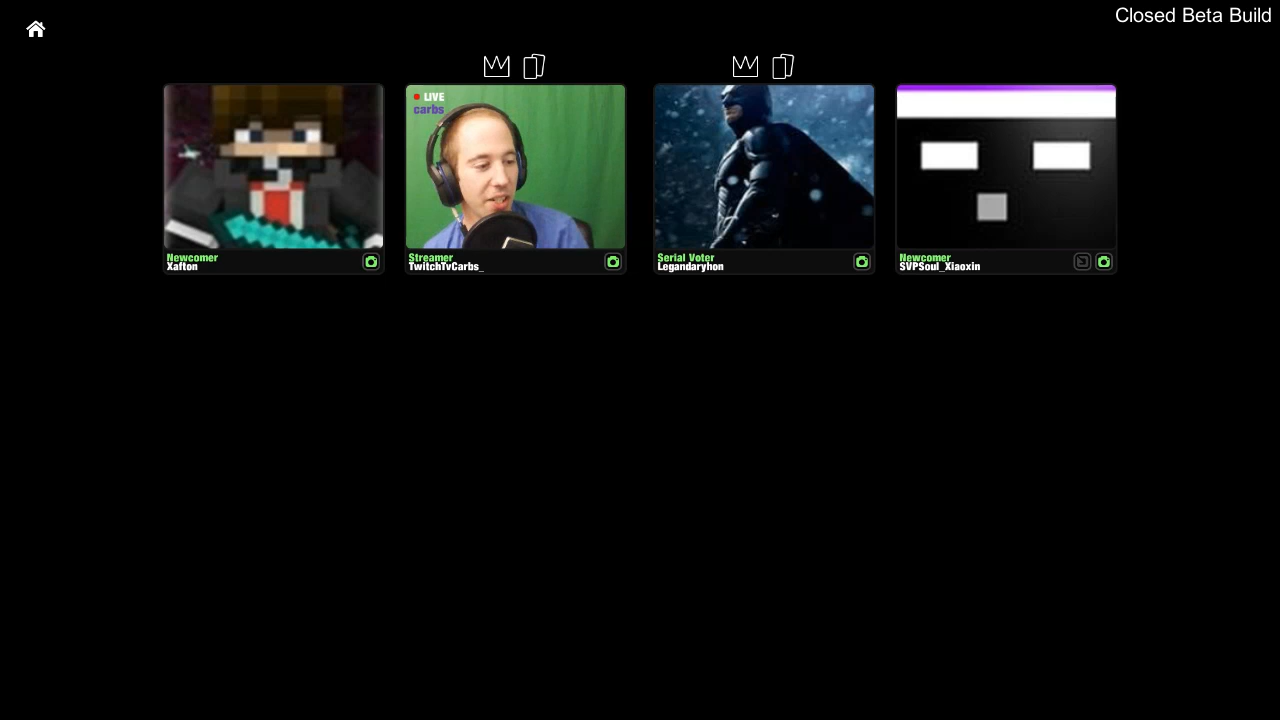 Closed Beta Build
LIVE
carbs
Newcomer
Xafton
Streamer
TwitchTvCarbs_
Serial Voter
Legandaryhon
Newcomer
SVPSoul_Xiaoxin